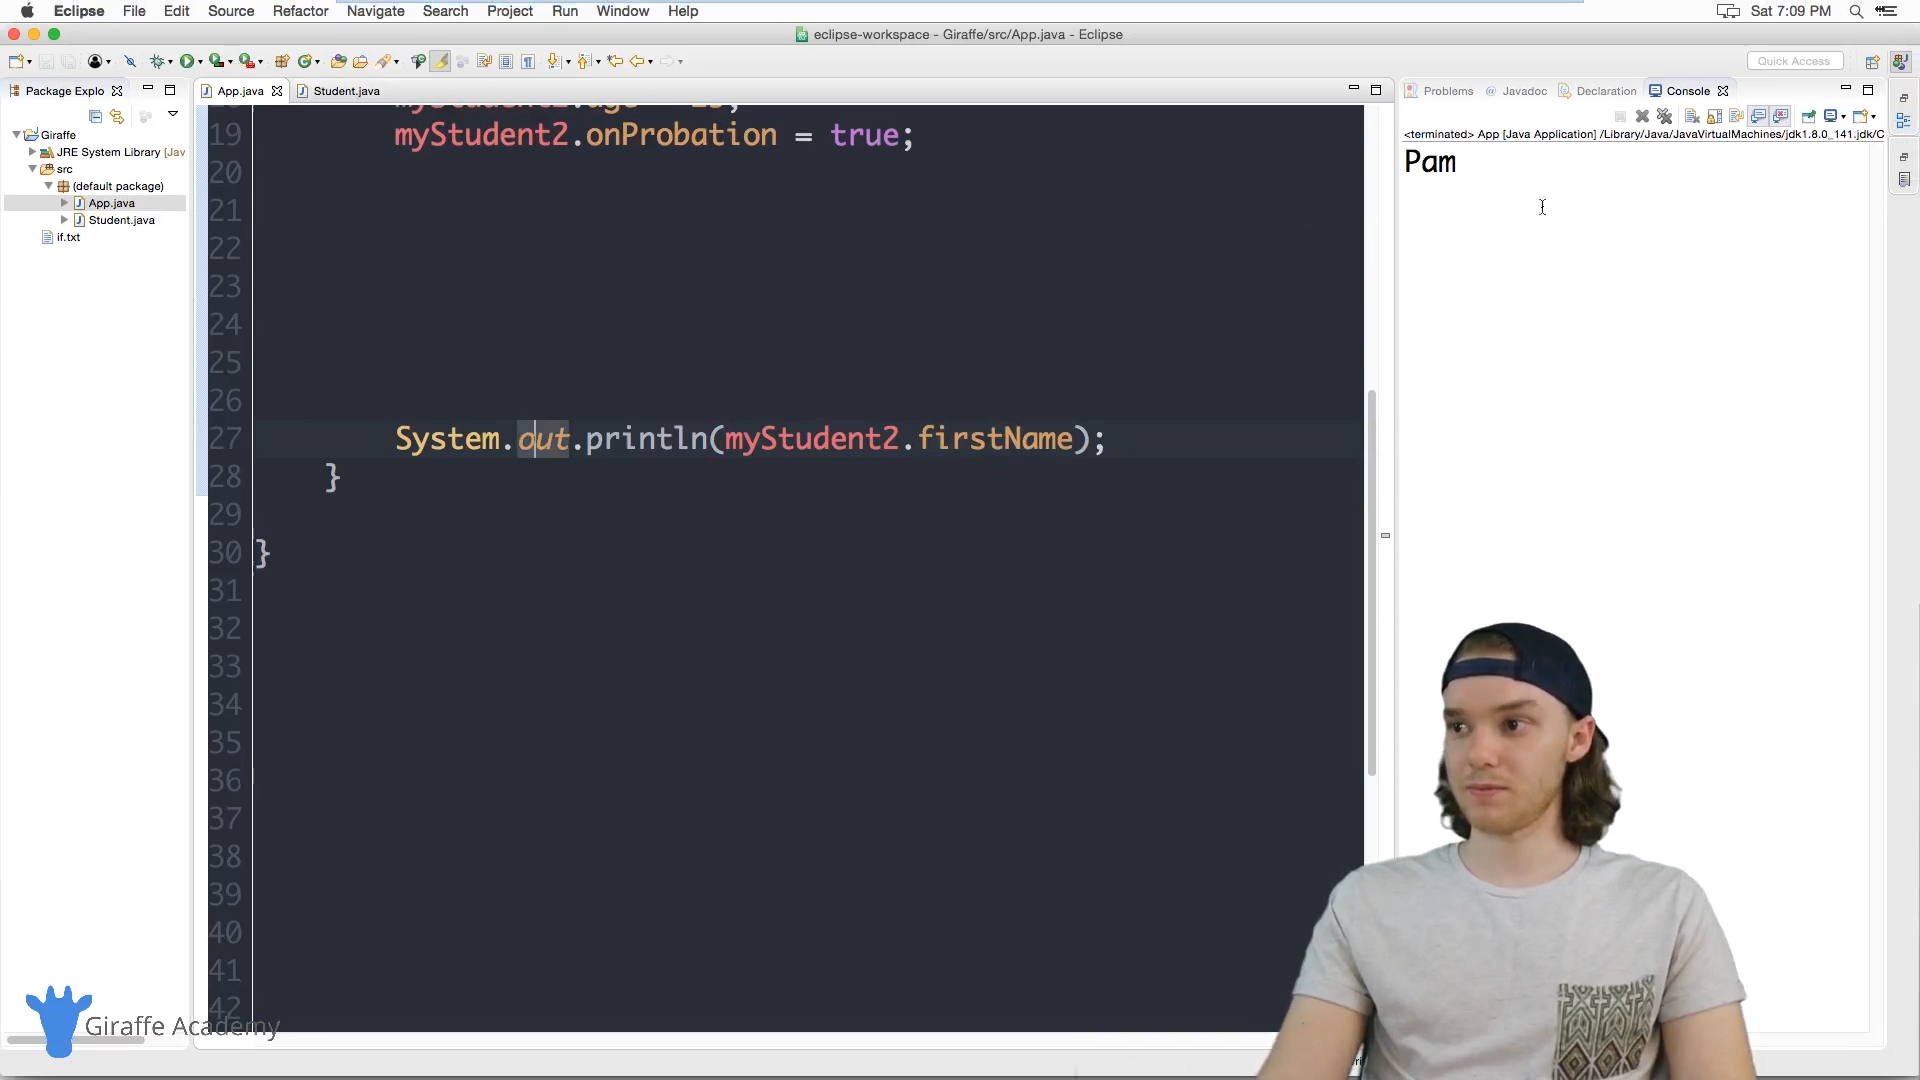 Eclipse File Edit Source Refactor Navigate Search Project Run Window Help Sat 7:09 PM
eclipse-workspace - Giraffe/src/App.java - Eclipse
Quick Access
Package Explo
App.java Student.java
Problems @ Javadoc Declaration Console
Giraffe
JRE System Library [Jav
src
(default package)
App.java
Student.java
if.txt
<terminated> App [Java Application] /Library/Java/JavaVirtualMachines/jdk1.8.0_141.jdk/C
Pam
19 myStudent2.onProbation = true;
20
21
22
23
24
25
26
27 System.out.println(myStudent2.firstName);
28 }
29
30 }
31
32
33
34
35
36
37
38
39
40
41
42
Giraffe Academy